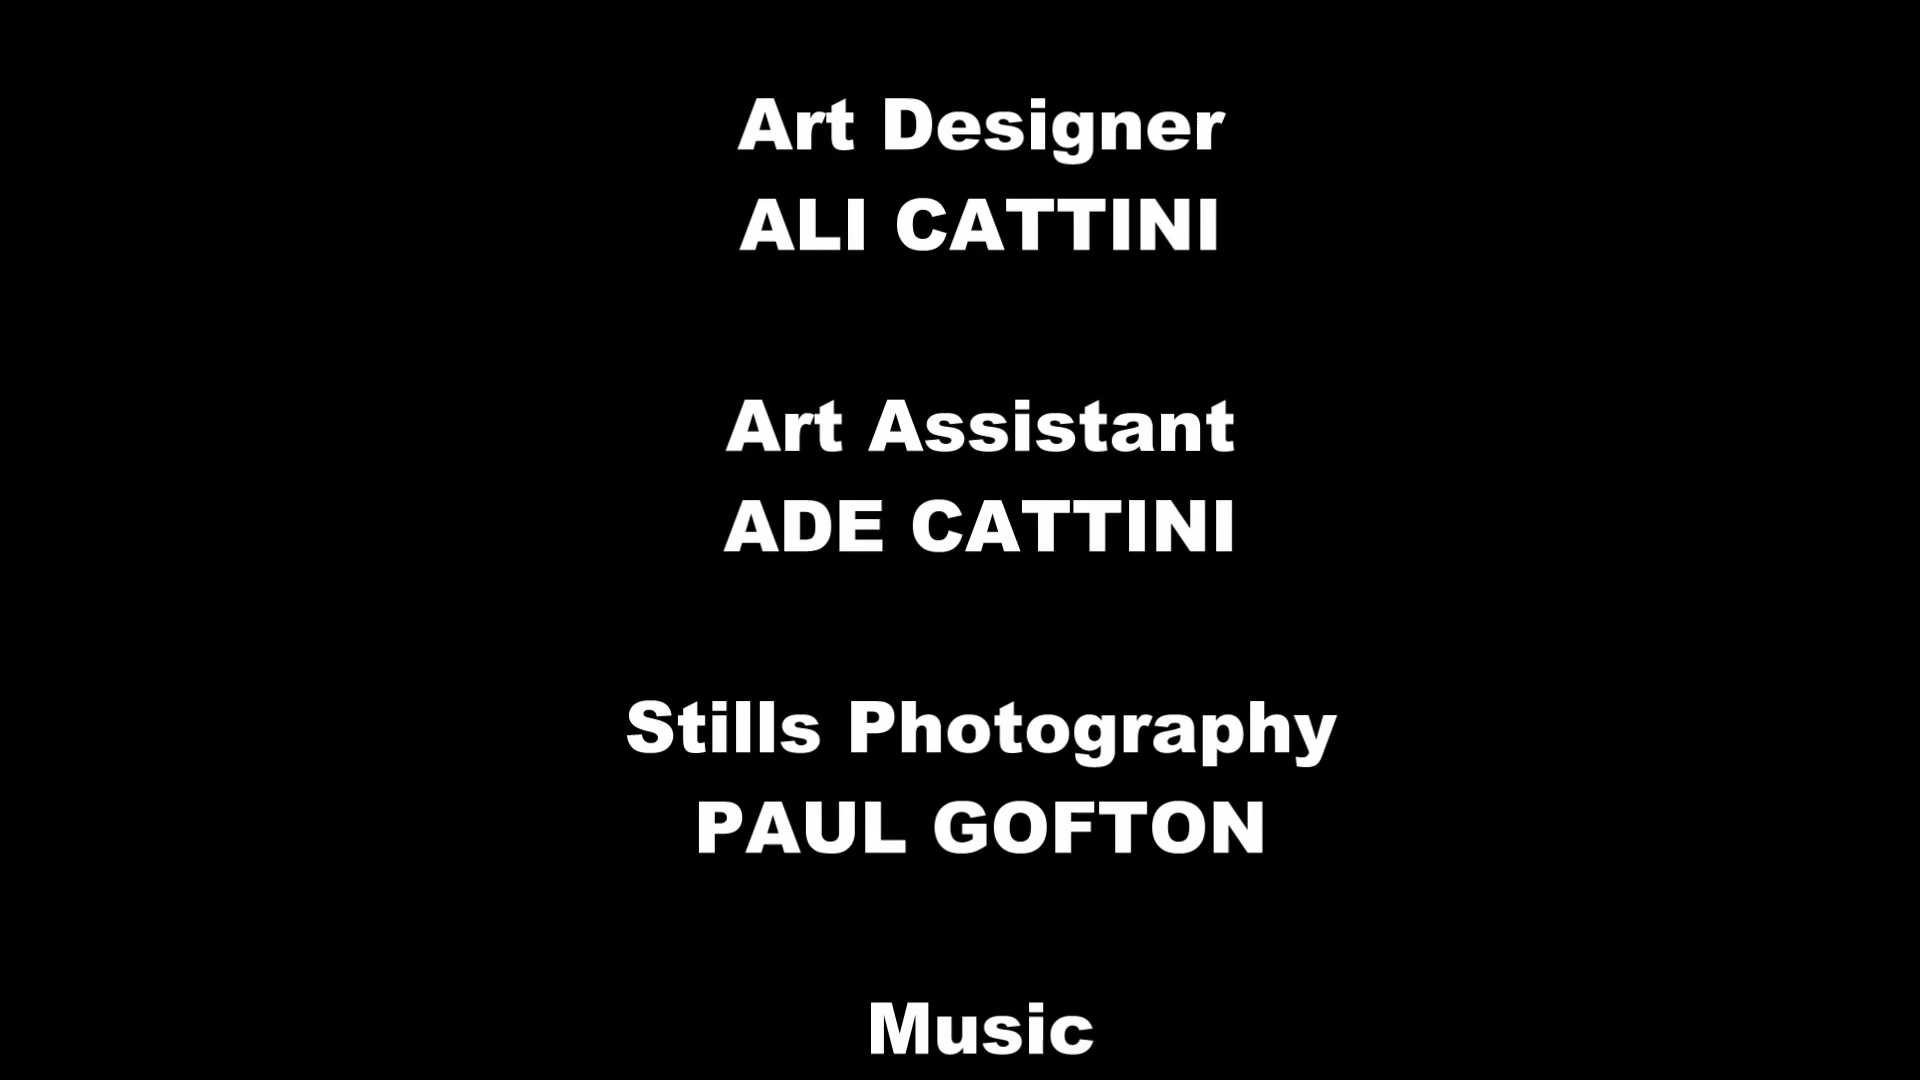 Art Designer
ALI CATTINI
Art Assistant
ADE CATTINI
Stills Photography
PAUL GOFTON
Music